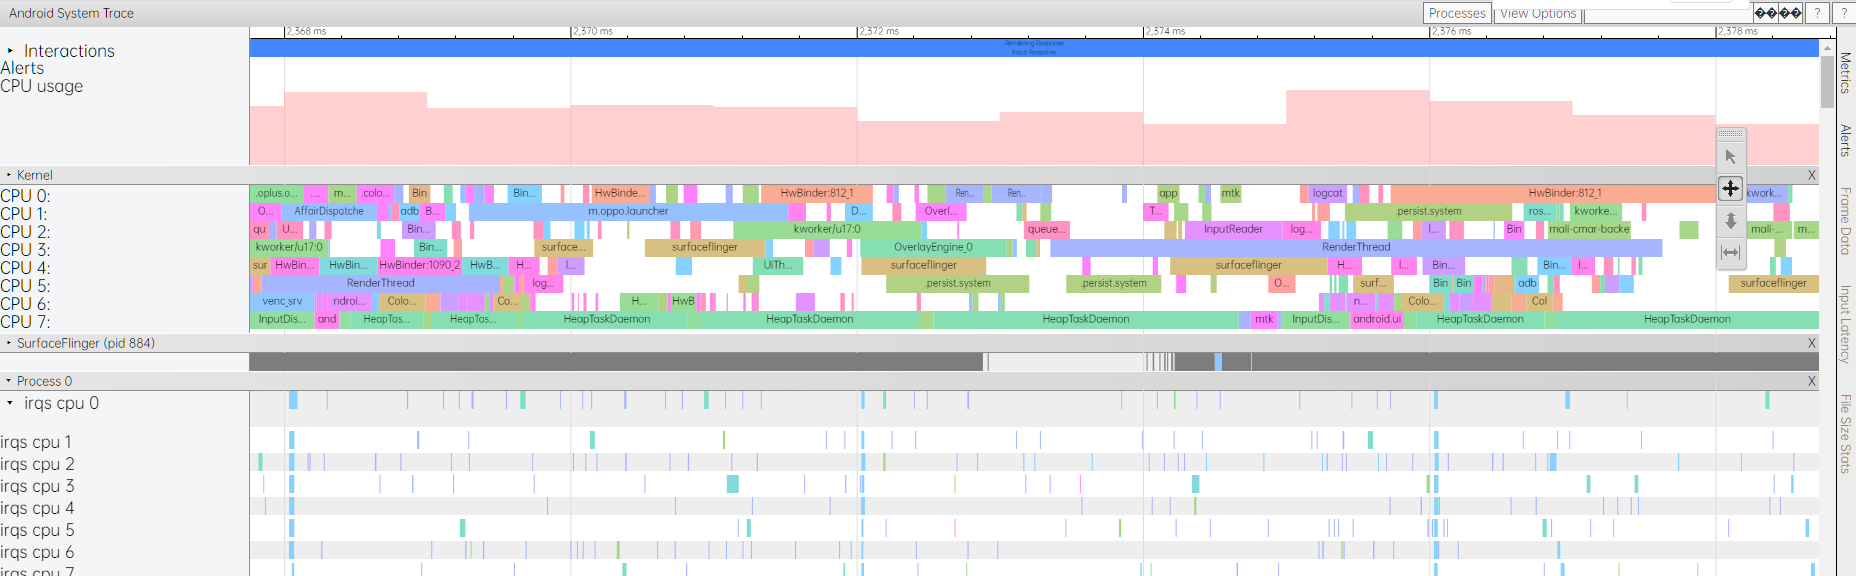 Android System Trace
Processes View Options ���� ? ?
2,368 ms 2,370 ms 2,372 ms 2,374 ms 2,376 ms 2,378 ms
Interactions Rendering Response
Input Response
Alerts
CPU usage
Kernel X
CPU 0: .oplus.o... .... m... .colo... Bin Bin... HwBinde... HwBinder:812_1 Ren... Ren... app mtk logcat HwBinder:812_1 kwork...
CPU 1: O... AffairDispatche adb B... m.oppo.launcher D... Overl... T... .persist.system ros... kworke...
CPU 2: qu U... Bin... kworker/u17:0 queue... InputReader log... I... Bin mali-cmar-backe mali-... m...
CPU 3: kworker/u17:0 Bin... surface... surfaceflinger OverlayEngine_0 RenderThread
CPU 4: sur HwBin... HwBin... HwBinder:1090_2 HwB... H... I... UiTh... surfaceflinger H... I... Bin... Bin... I...
CPU 5: RenderThread log... .persist.system .persist.system O... surf... Bin Bin adb surfaceflinger
CPU 6: venc_srv ndroi... Colo... Co... H... HwB n... Colo... Col
CPU 7: InputDis... and HeapTas... HeapTas... HeapTaskDaemon HeapTaskDaemon HeapTaskDaemon mtk InputDis... android.ui HeapTaskDaemon HeapTaskDaemon
SurfaceFlinger (pid 884) X
Process 0 X
irqs cpu 0
irqs cpu 1
irqs cpu 2
irqs cpu 3
irqs cpu 4
irqs cpu 5
irqs cpu 6
irqs cpu 7
Metrics
Alerts
Frame Data
Input Latency
File Size Stats